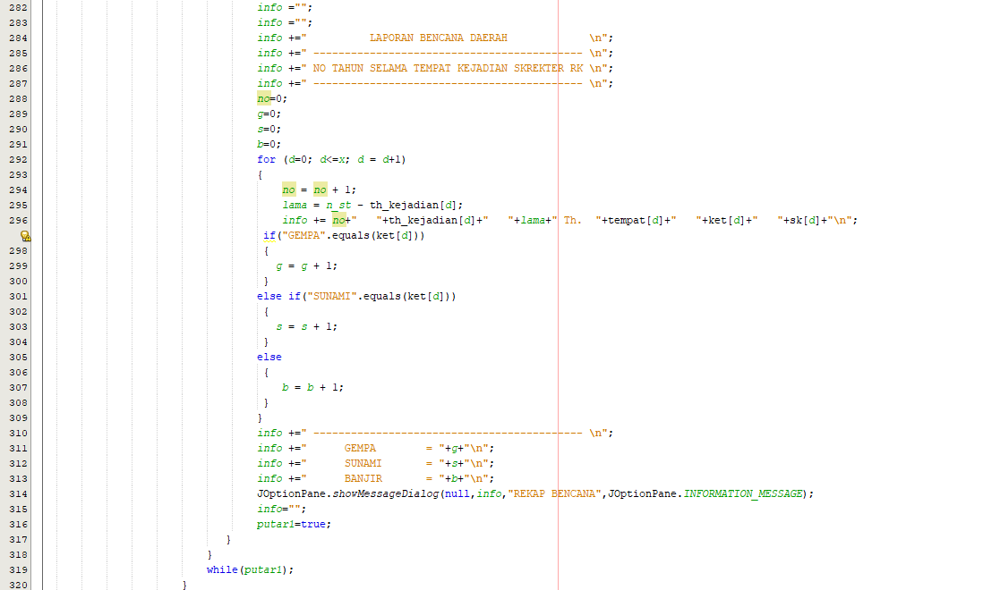 282 info ="";
283 info ="";
284 info +="          LAPORAN BENCANA DAERAH             \n";
285 info +=" ------------------------------------------- \n";
286 info +=" NO TAHUN SELAMA TEMPAT KEJADIAN SKREKTER RK \n";
287 info +=" ------------------------------------------- \n";
288 no=0;
289 g=0;
290 s=0;
291 b=0;
292 for (d=0; d<=x; d = d+1)
293 {
294 no = no + 1;
295 lama = n_st - th_kejadian[d];
296 info += no+"   "+th_kejadian[d]+"   "+lama+" Th.  "+tempat[d]+"   "+ket[d]+"   "+sk[d]+"\n";
if("GEMPA".equals(ket[d]))
298 {
299 g = g + 1;
300 }
301 else if("SUNAMI".equals(ket[d]))
302 {
303 s = s + 1;
304 }
305 else
306 {
307 b = b + 1;
308 }
309 }
310 info +=" ------------------------------------------- \n";
311 info +="      GEMPA        = "+g+"\n";
312 info +="      SUNAMI       = "+s+"\n";
313 info +="      BANJIR       = "+b+"\n";
314 JOptionPane.showMessageDialog(null,info,"REKAP BENCANA",JOptionPane.INFORMATION_MESSAGE);
315 info="";
316 putar1=true;
317 }
318 }
319 while(putar1);
320 }